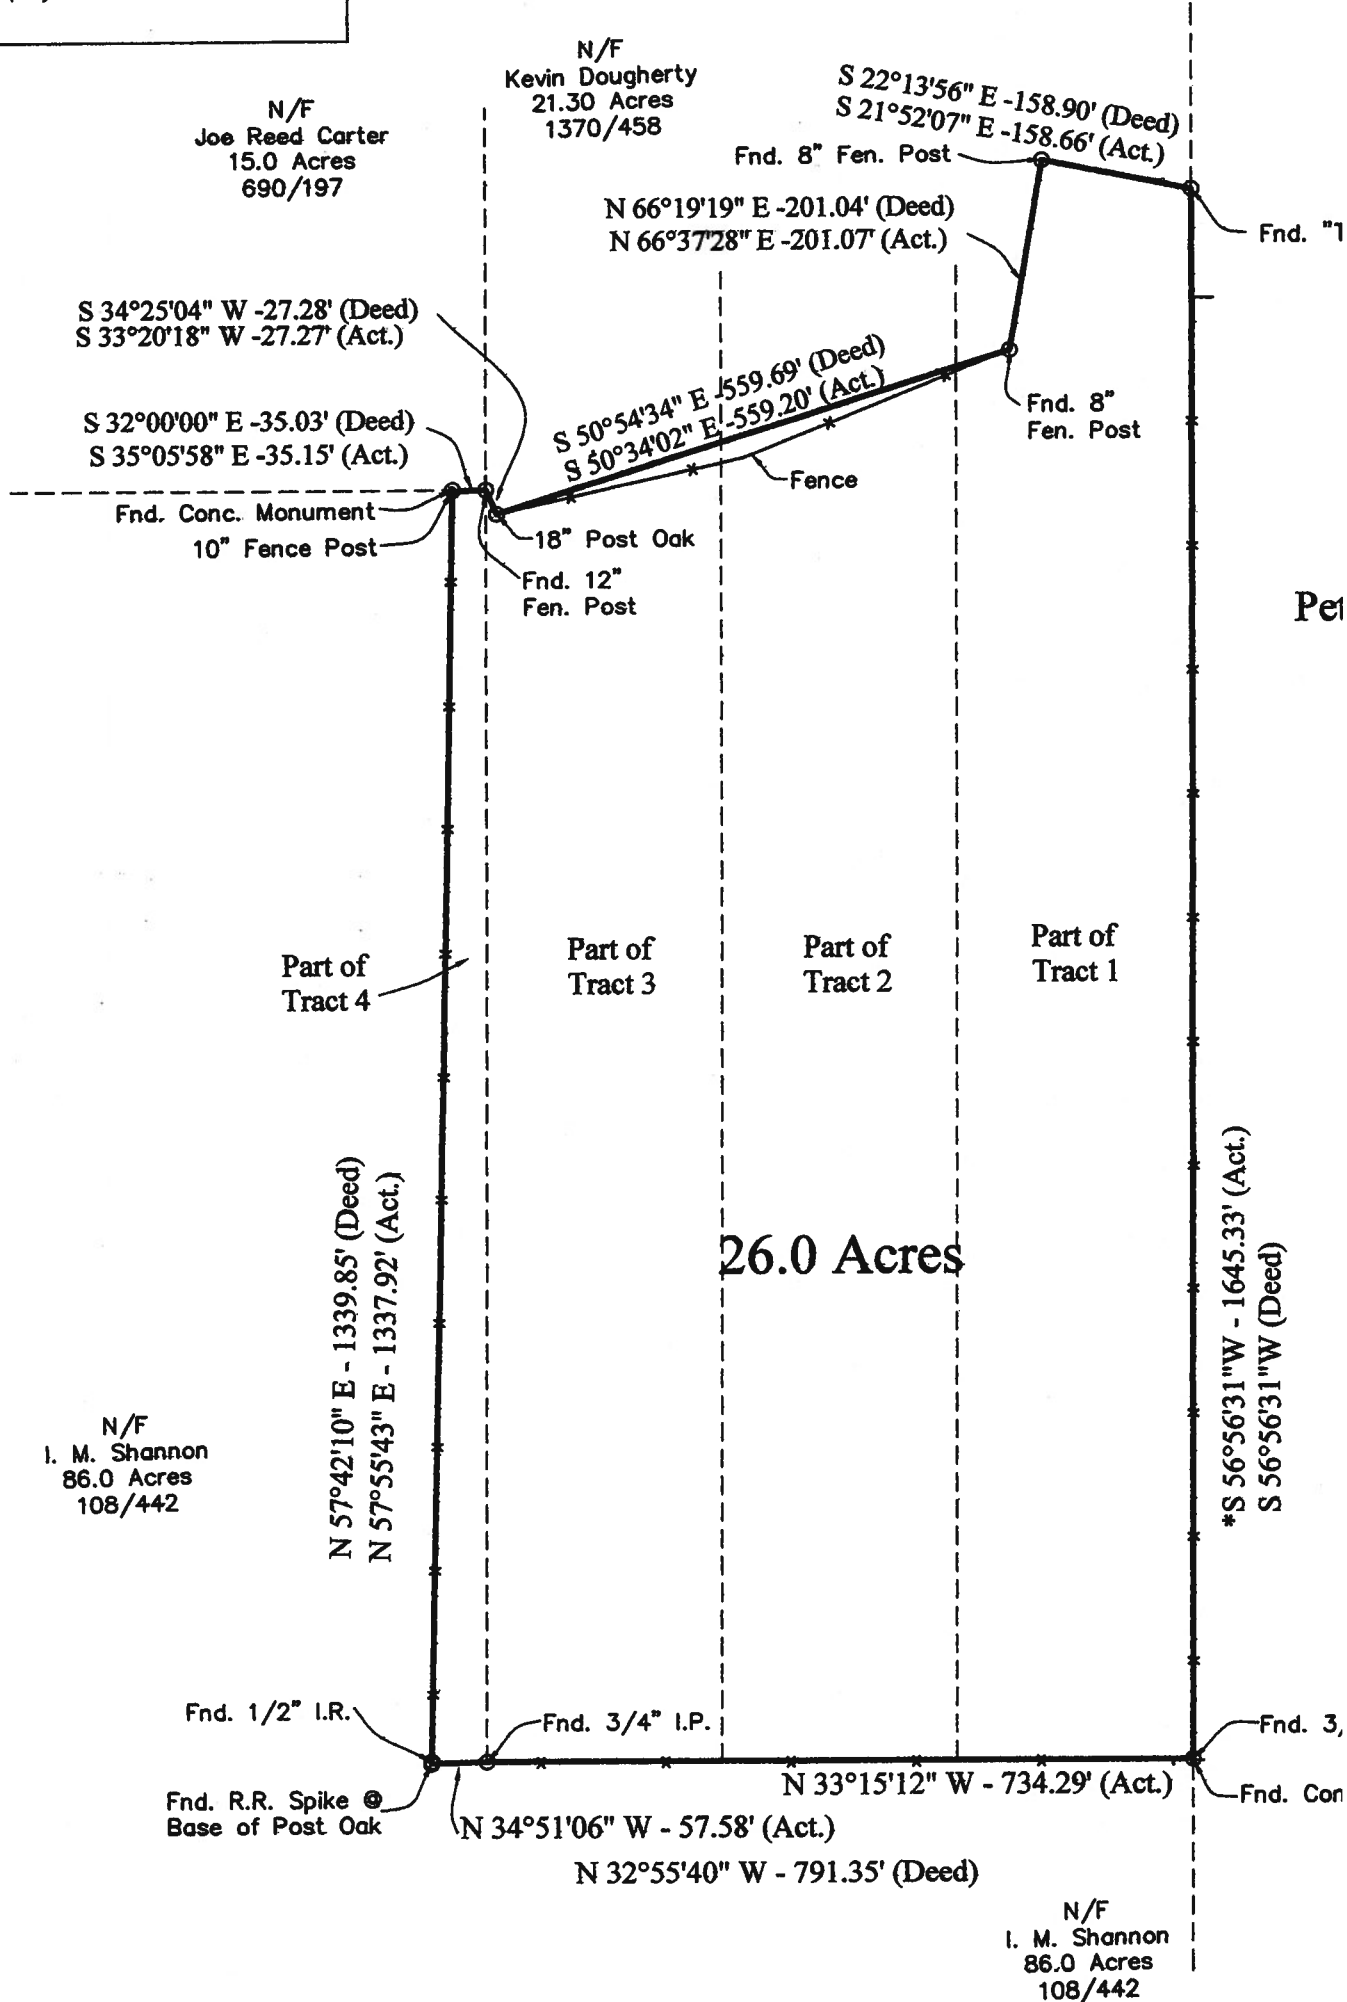 N/F
Kevin Dougherty
21.30 Acres
1370/458
N/F
Joe Reed Carter
15.0 Acres
690/197
S 22°13'56" E -158.90' (Deed)
S 21°52'07" E -158.66' (Act.)
Fnd. 8" Fen. Post
N 66°19'19" E -201.04' (Deed)
N 66°37'28" E -201.07' (Act.)
Fnd.
S 34°25'04" W -27.28' (Deed)
S 33°20'18" W -27.27' (Act.)
S 50°54'34" E -559.69' (Deed)
S 50°34'02" E -559.20' (Act.)
Fnd. 8"
Fen. Post
S 32°00'00" E -35.03' (Deed)
S 35°05'58" E -35.15' (Act.)
Fence
Fnd. Conc. Monument
10" Fence Post
18" Post Oak
Fnd. 12"
Fen. Post
Part of
Tract 4
Part of
Tract 3
Part of
Tract 2
Part of
Tract 1
26.0 Acres
N 57°42'10" E - 1339.85' (Deed)
N 57°55'43" E - 1337.92' (Act.)
*S 56°56'31"W - 1645.33' (Act.)
S 56°56'31"W (Deed)
N/F
I. M. Shannon
86.0 Acres
108/442
Fnd. 1/2" I.R.
Fnd. 3/4" I.P.
Fnd.
Fnd. R.R. Spike @
Base of Post Oak
N 33°15'12" W - 734.29' (Act.)
Fnd.
N 34°51'06" W - 57.58' (Act.)
N 32°55'40" W - 791.35' (Deed)
N/F
I. M. Shannon
86.0 Acres
108/442